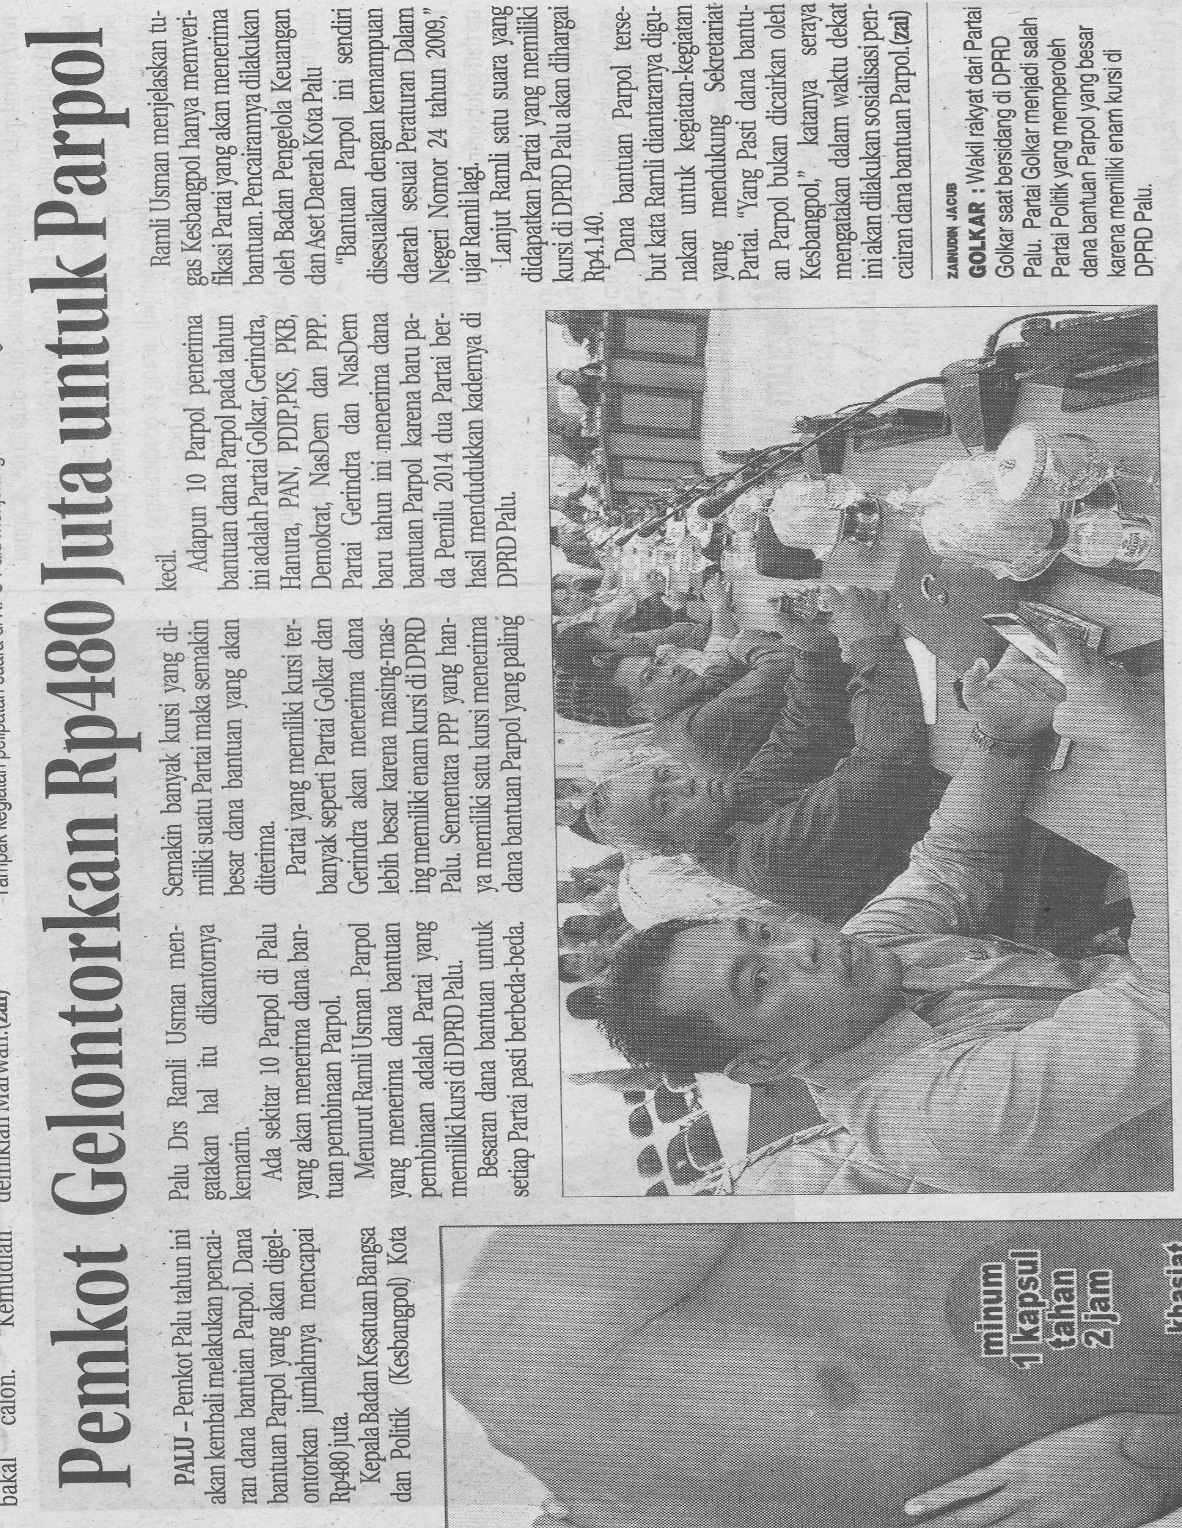 bakal calon. Kemudian
demikian Marwan.(zai)
Pemkot Gelontorkan Rp480 Juta untuk Parpol
PALU – Pemkot Palu tahun ini
akan kembali melakukan pencai-
ran dana bantuan Parpol. Dana
bantuan Parpol yang akan digel-
ontorkan jumlahnya mencapai
Rp480 juta.
Kepala Badan Kesatuan Bangsa
dan Politik (Kesbangpol) Kota
Palu Drs Ramli Usman men-
gatakan hal itu dikantornya
kemarin.
Ada sekitar 10 Parpol di Palu
yang akan menerima dana ban-
tuan pembinaan Parpol.
Menurut Ramli Usman Parpol
yang menerima dana bantuan
pembinaan adalah Partai yang
memiliki kursi di DPRD Palu.
Besaran dana bantuan untuk
setiap Partai pasti berbeda-beda.
Semakin banyak kursi yang di-
miliki suatu Partai maka semakin
besar dana bantuan yang akan
diterima.
Partai yang memiliki kursi ter-
banyak seperti Partai Golkar dan
Gerindra akan menerima dana
lebih besar karena masing-mas-
ing memiliki enam kursi di DPRD
Palu. Sementara PPP yang han-
ya memiliki satu kursi menerima
dana bantuan Parpol yang paling
kecil.
Adapun 10 Parpol penerima
bantuan dana Parpol pada tahun
ini adalah Partai Golkar, Gerindra,
Hanura, PAN, PDIP,PKS, PKB,
Demokrat, NasDem dan PPP.
Partai Gerindra dan NasDem
baru tahun ini menerima dana
bantuan Parpol karena baru pa-
da Pemilu 2014 dua Partai ber-
hasil mendudukkan kadernya di
DPRD Palu.
Ramli Usman menjelaskan tu-
gas Kesbangpol hanya memveri-
fikasi Partai yang akan menerima
bantuan. Pencairannya dilakukan
oleh Badan Pengelola Keuangan
dan Aset Daerah Kota Palu
"Bantuan Parpol ini sendiri
disesuaikan dengan kemampuan
daerah sesuai Peraturan Dalam
Negeri Nomor 24 tahun 2009,"
ujar Ramli lagi.
Lanjut Ramli satu suara yang
didapatkan Partai yang memiliki
kursi di DPRD Palu akan dihargai
Rp4.140.
Dana bantuan Parpol terse-
but kata Ramli diantaranya digu-
nakan untuk kegiatan-kegiatan
yang mendukung Sekretariat
Partai. "Yang Pasti dana bantu-
an Parpol bukan dicairkan oleh
Kesbangpol," katanya seraya
mengatakan dalam waktu dekat
ini akan dilakukan sosialisasi pen-
cairan dana bantuan Parpol.(zai)
ZAINUDIN JACUB
GOLKAR : Wakil rakyat dari Partai
Golkar saat bersidang di DPRD
Palu. Partai Golkar menjadi salah
Partai Politik yang memperoleh
dana bantuan Parpol yang besar
karena memiliki enam kursi di
DPRD Palu.
minum
1 kapsul
tahan
2 jam
khasiat